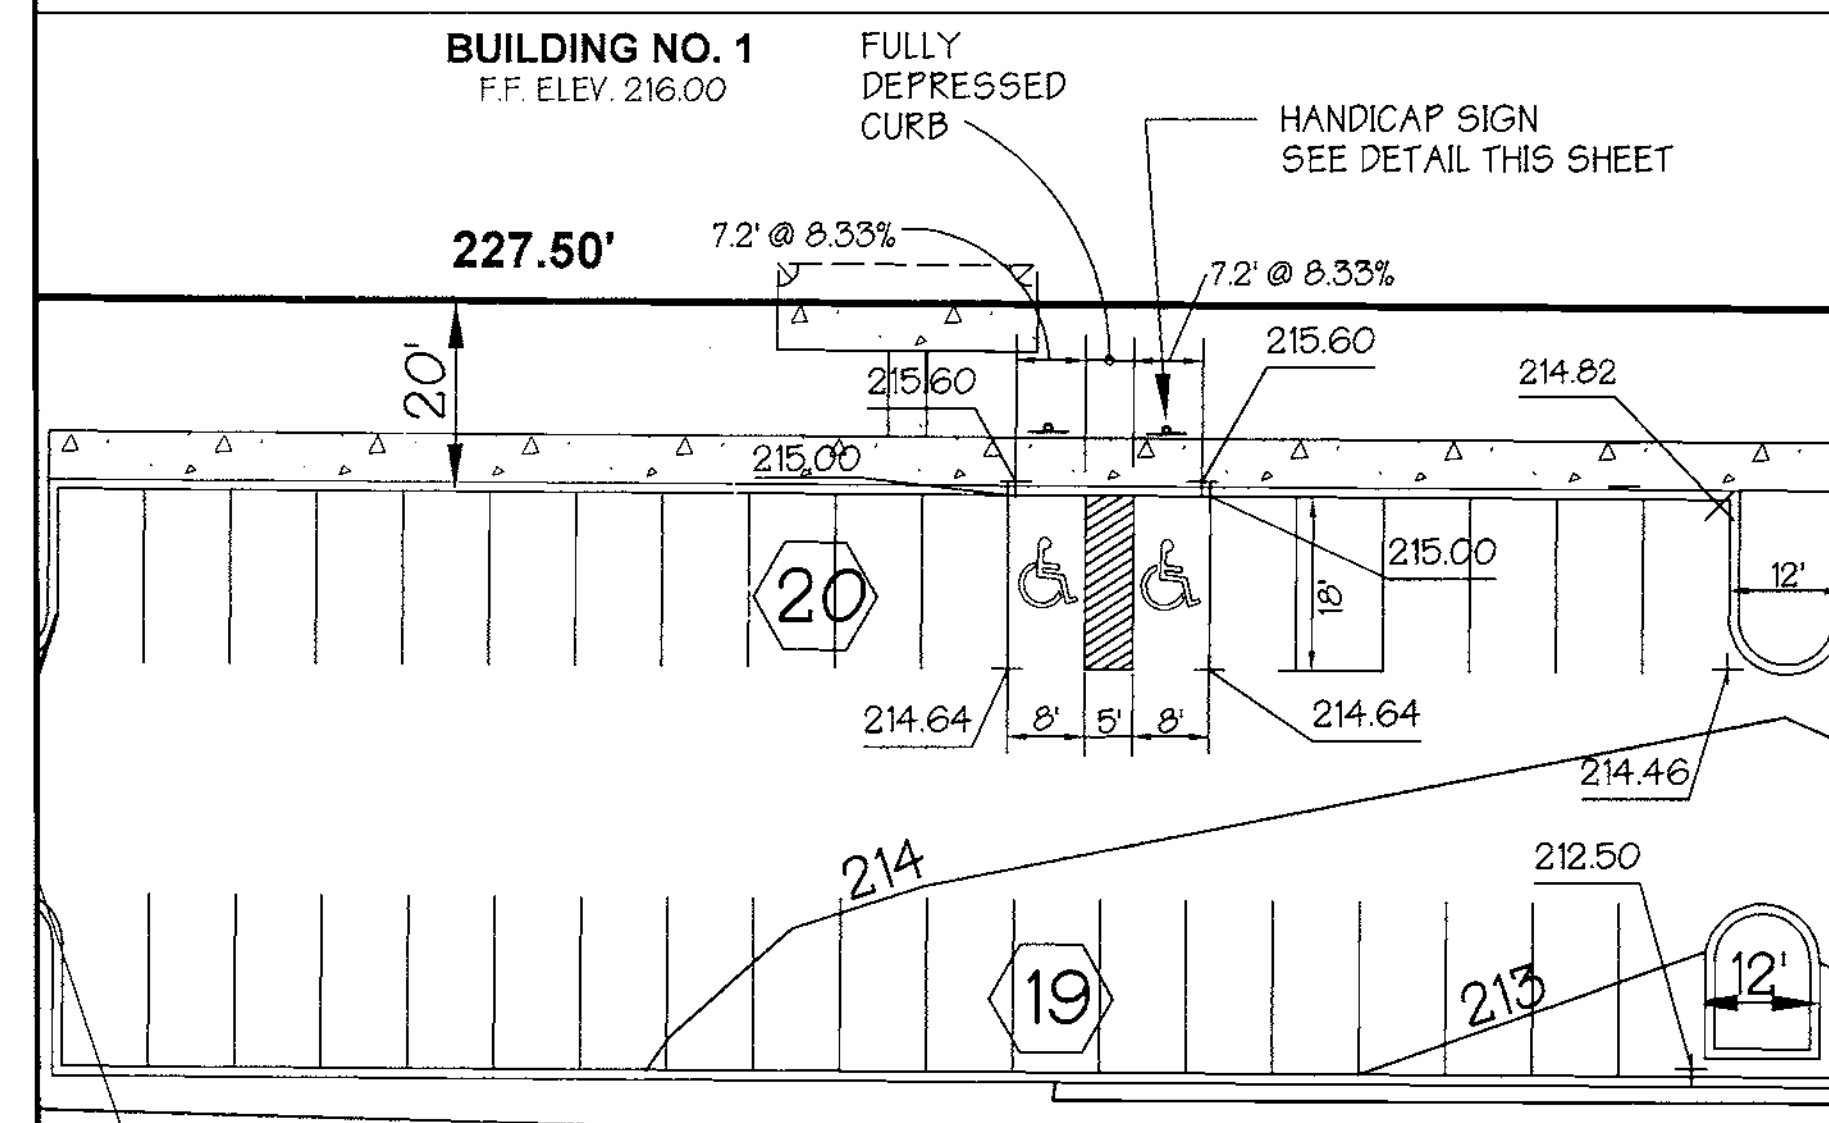 BUILDING NO. 1
F.F. ELEV. 216.00
FULLY
DEPRESSED
CURB
HANDICAP SIGN
SEE DETAIL THIS SHEET
227.50'
7.2' @ 8.33%
7.2' @ 8.33%
20'
215.60
215.60
214.82
215.00
215.00
20
18'
12'
214.64
8'
5'
8'
214.64
214.46
214
212.50
19
213
12'